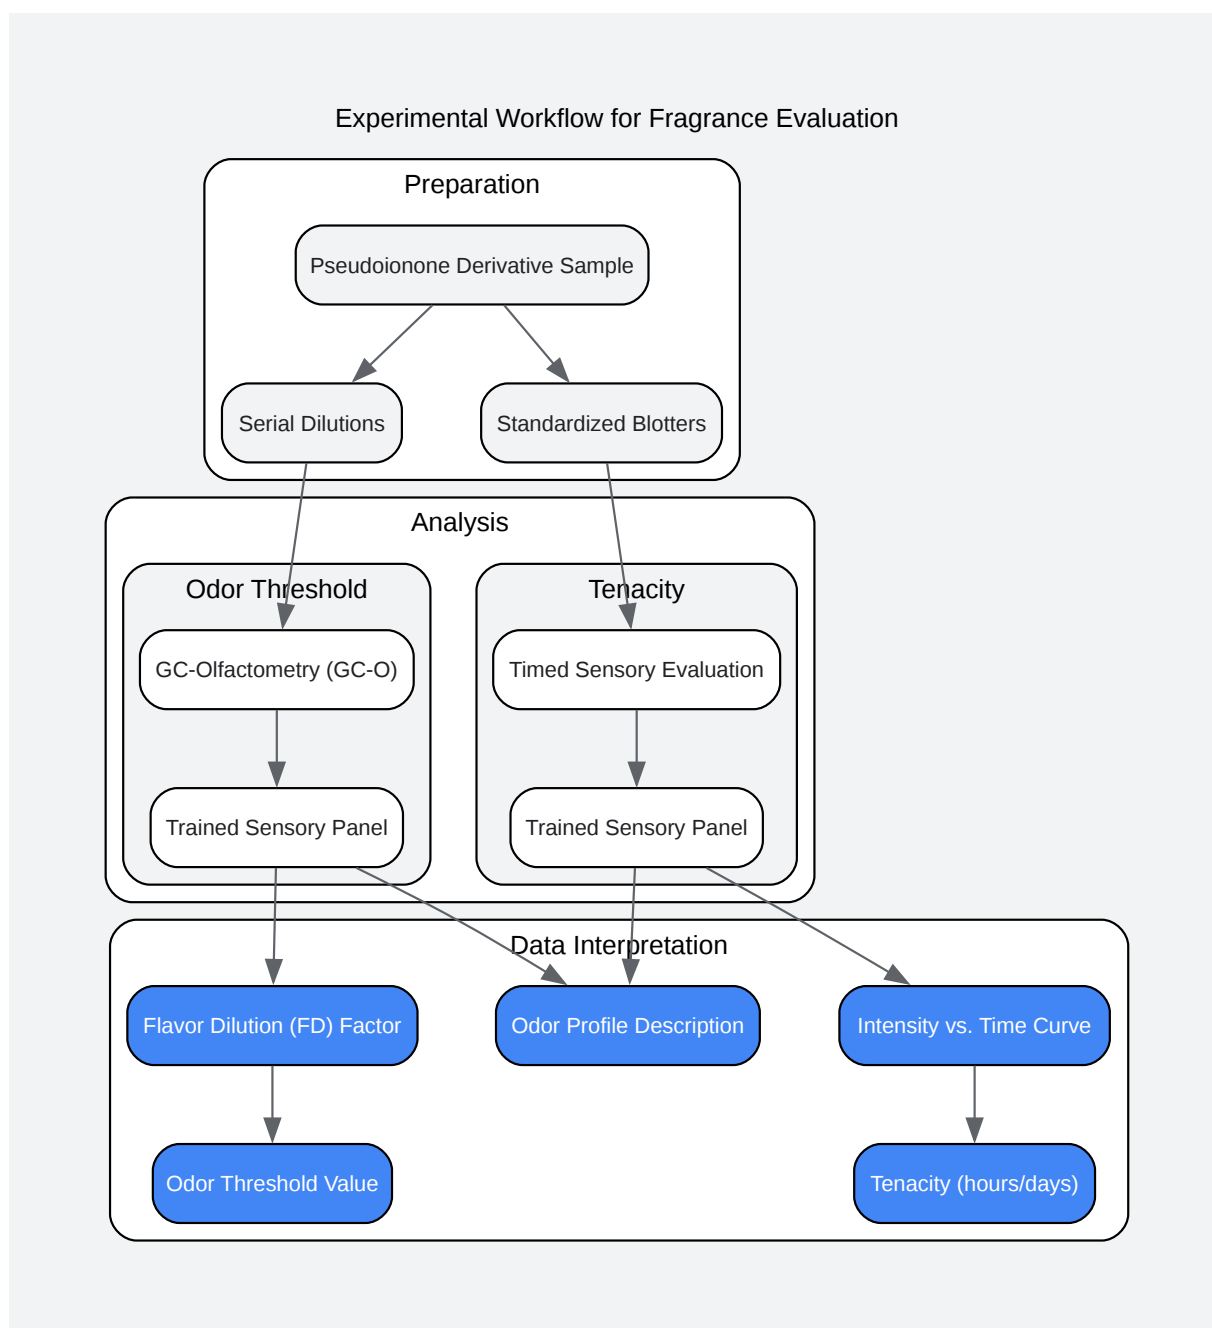 Experimental Workflow for Fragrance Evaluation
Preparation
Pseudoionone Derivative Sample
Serial Dilutions
Standardized Blotters
Analysis
Odor Threshold
Tenacity
GC-Olfactometry (GC-O)
Timed Sensory Evaluation
Trained Sensory Panel
Trained Sensory Panel
Data Interpretation
Flavor Dilution (FD) Factor
Odor Profile Description
Intensity vs. Time Curve
Odor Threshold Value
Tenacity (hours/days)